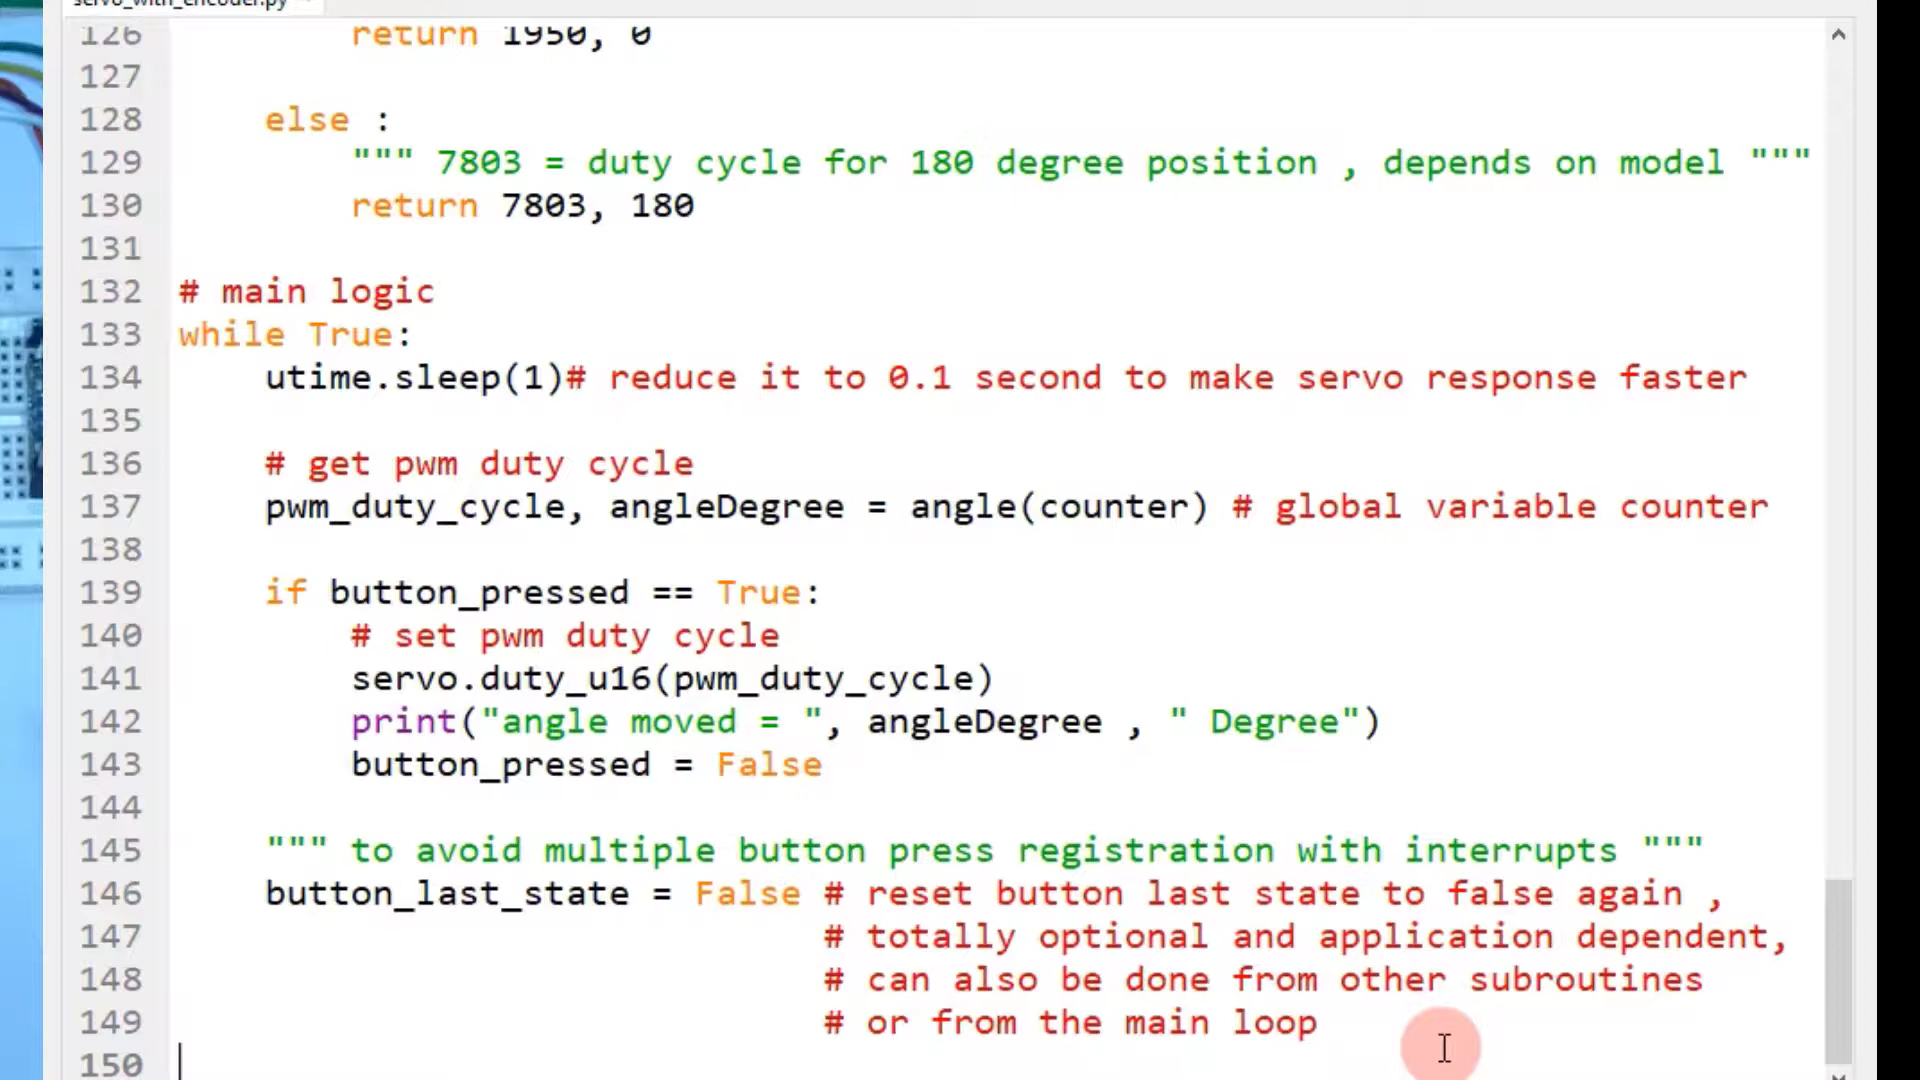 servo_with_encoder.py
126 return 1950, 0
127
128 else :
129 """ 7803 = duty cycle for 180 degree position , depends on model """
130 return 7803, 180
131
132 # main logic
133 while True:
134 utime.sleep(1)# reduce it to 0.1 second to make servo response faster
135
136 # get pwm duty cycle
137 pwm_duty_cycle, angleDegree = angle(counter) # global variable counter
138
139 if button_pressed == True:
140 # set pwm duty cycle
141 servo.duty_u16(pwm_duty_cycle)
142 print("angle moved = ", angleDegree , " Degree")
143 button_pressed = False
144
145 """ to avoid multiple button press registration with interrupts """
146 button_last_state = False # reset button last state to false again ,
147 # totally optional and application dependent,
148 # can also be done from other subroutines
149 # or from the main loop
150